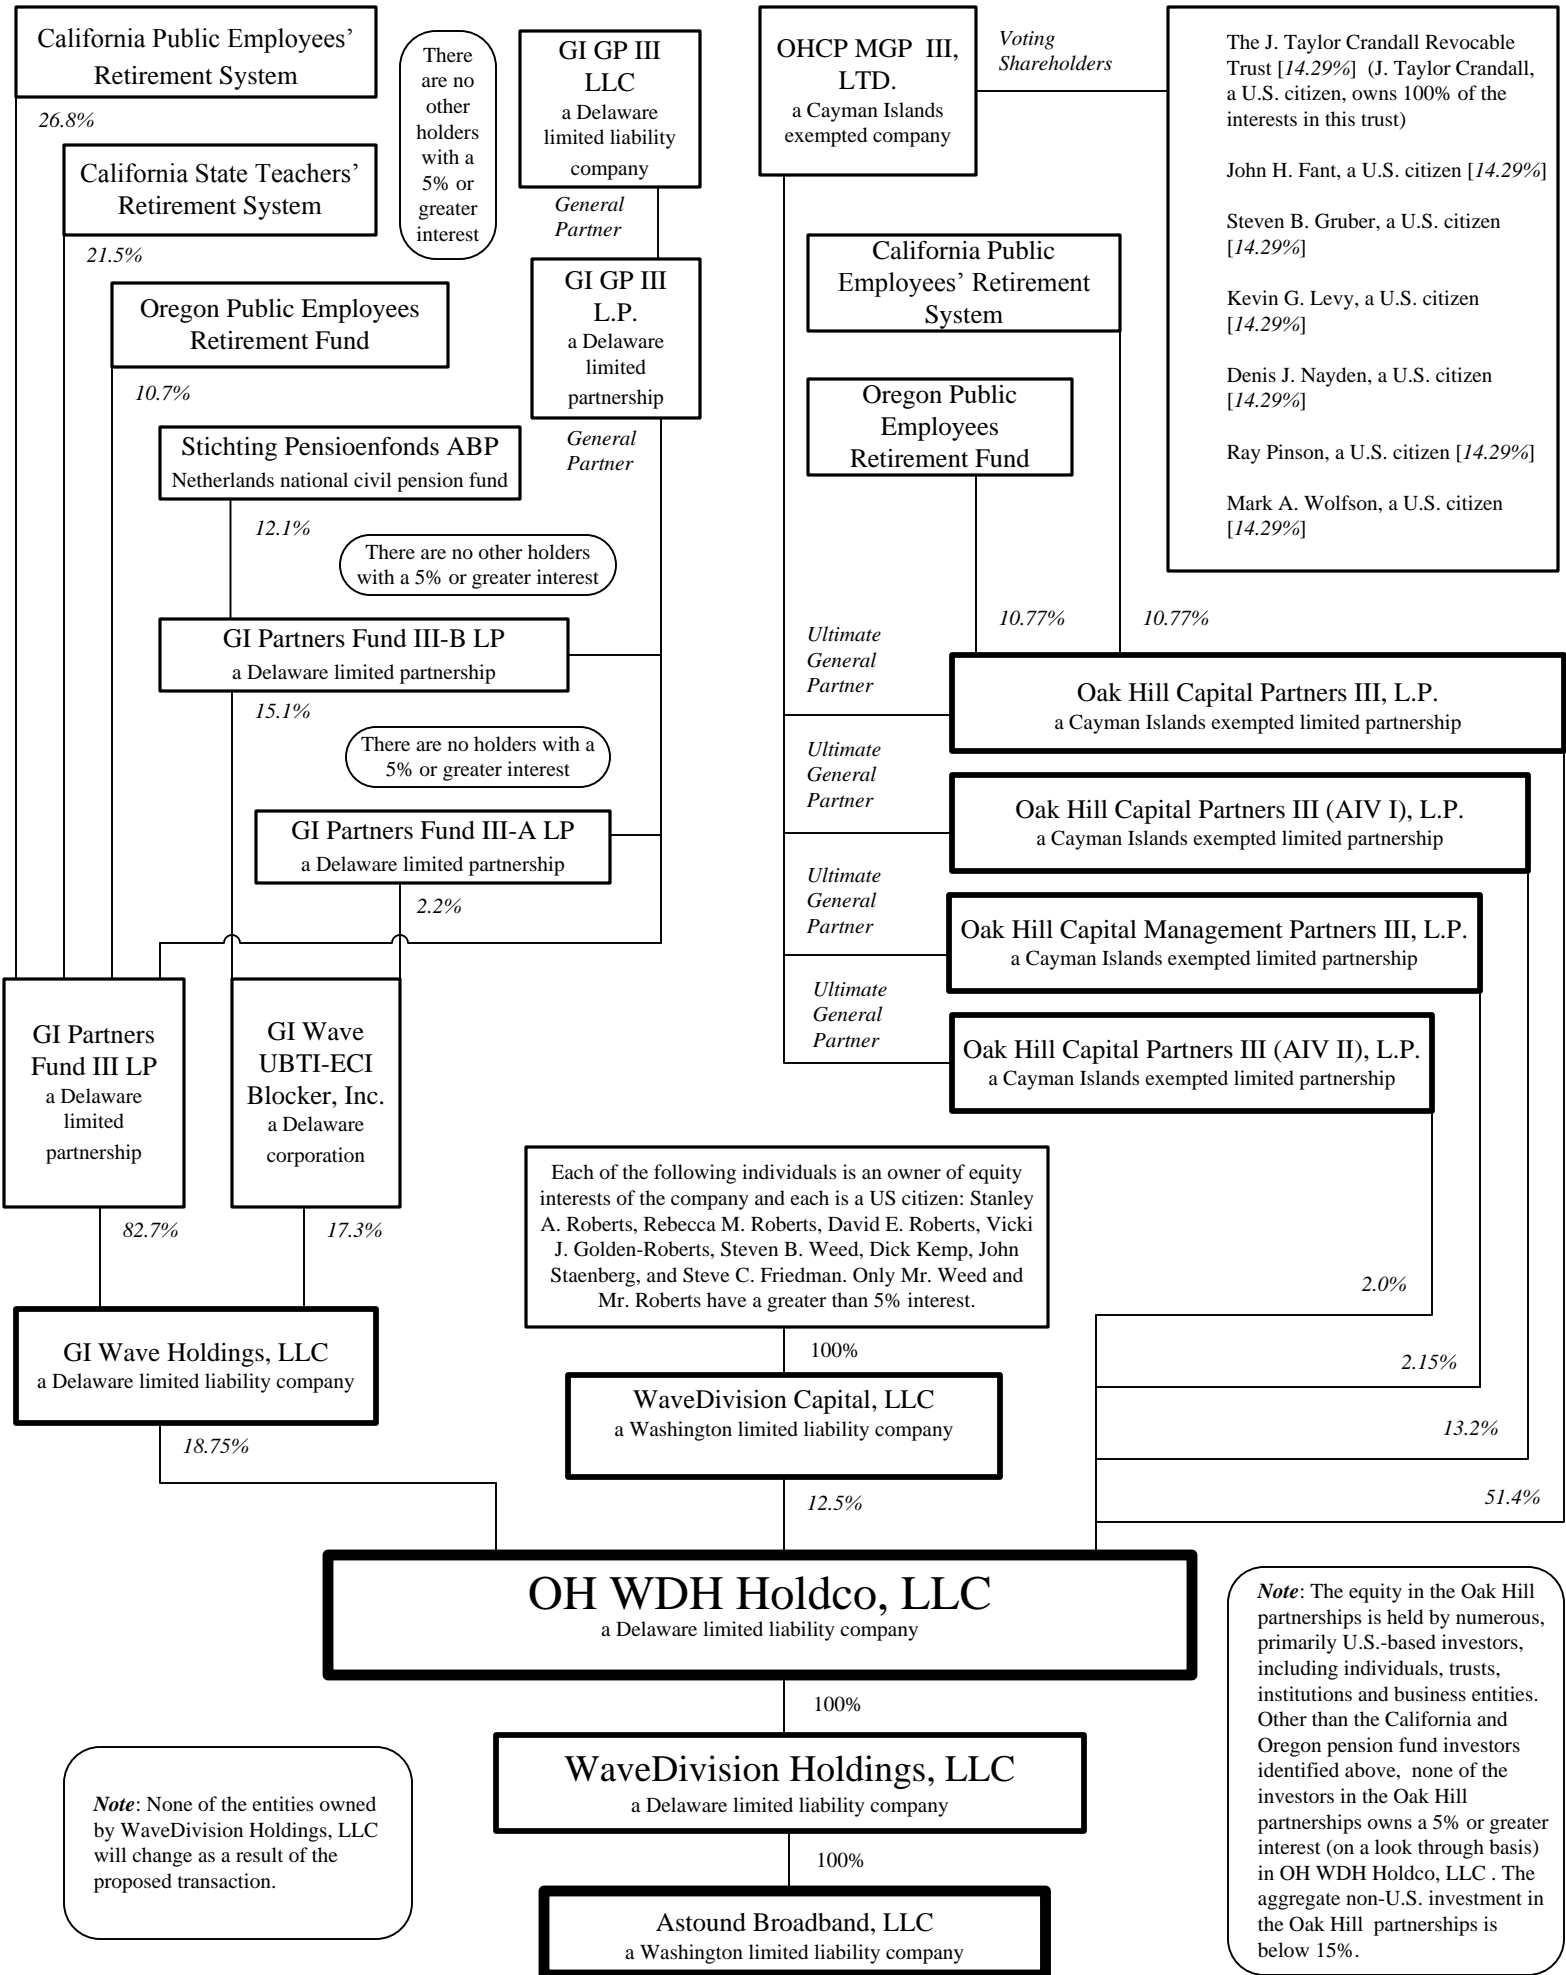 California Public Employees’
Retirement System
26.8%
California State Teachers’
Retirement System
21.5%
Oregon Public Employees
Retirement Fund
10.7%
Stichting Pensioenfonds ABP
Netherlands national civil pension fund
12.1%
There
are no
other
holders
with a
5% or
greater
interest
GI GP III
LLC
a Delaware
limited liability
company
General
Partner
GI GP III
L.P.
a Delaware
limited
partnership
General
Partner
There are no other holders
with a 5% or greater interest
GI Partners Fund III-B LP
a Delaware limited partnership
15.1%
There are no holders with a
5% or greater interest
GI Partners Fund III-A LP
a Delaware limited partnership
2.2%
GI Partners
Fund III LP
a Delaware
limited
partnership
82.7%
GI Wave
UBTI-ECI
Blocker, Inc.
a Delaware
corporation
17.3%
GI Wave Holdings, LLC
a Delaware limited liability company
18.75%
OHCP MGP III,
LTD.
a Cayman Islands
exempted company
Voting
Shareholders
The J. Taylor Crandall Revocable
Trust [14.29%] (J. Taylor Crandall,
a U.S. citizen, owns 100% of the
interests in this trust)
John H. Fant, a U.S. citizen [14.29%]
Steven B. Gruber, a U.S. citizen
[14.29%]
Kevin G. Levy, a U.S. citizen
[14.29%]
Denis J. Nayden, a U.S. citizen
[14.29%]
Ray Pinson, a U.S. citizen [14.29%]
Mark A. Wolfson, a U.S. citizen
[14.29%]
California Public
Employees’ Retirement
System
Oregon Public
Employees
Retirement Fund
10.77%
10.77%
Ultimate
General
Partner
Oak Hill Capital Partners III, L.P.
a Cayman Islands exempted limited partnership
Ultimate
General
Partner
Oak Hill Capital Partners III (AIV I), L.P.
a Cayman Islands exempted limited partnership
Ultimate
General
Partner
Oak Hill Capital Management Partners III, L.P.
a Cayman Islands exempted limited partnership
Ultimate
General
Partner
Oak Hill Capital Partners III (AIV II), L.P.
a Cayman Islands exempted limited partnership
Each of the following individuals is an owner of equity
interests of the company and each is a US citizen: Stanley
A. Roberts, Rebecca M. Roberts, David E. Roberts, Vicki
J. Golden-Roberts, Steven B. Weed, Dick Kemp, John
Staenberg, and Steve C. Friedman. Only Mr. Weed and
Mr. Roberts have a greater than 5% interest.
100%
WaveDivision Capital, LLC
a Washington limited liability company
12.5%
2.0%
2.15%
13.2%
51.4%
OH WDH Holdco, LLC
a Delaware limited liability company
100%
WaveDivision Holdings, LLC
a Delaware limited liability company
100%
Astound Broadband, LLC
a Washington limited liability company
Note: None of the entities owned
by WaveDivision Holdings, LLC
will change as a result of the
proposed transaction.
Note: The equity in the Oak Hill
partnerships is held by numerous,
primarily U.S.-based investors,
including individuals, trusts,
institutions and business entities.
Other than the California and
Oregon pension fund investors
identified above, none of the
investors in the Oak Hill
partnerships owns a 5% or greater
interest (on a look through basis)
in OH WDH Holdco, LLC . The
aggregate non-U.S. investment in
the Oak Hill partnerships is
below 15%.